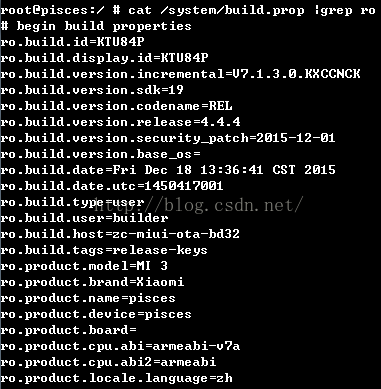 root@pisces:/ # cat /system/build.prop |grep ro
# begin build properties
ro.build.id=KTU84P
ro.build.display.id=KTU84P
ro.build.version.incremental=V7.1.3.0.KXCCNCK
ro.build.version.sdk=19
ro.build.version.codename=REL
ro.build.version.release=4.4.4
ro.build.version.security_patch=2015-12-01
ro.build.version.base_os=
ro.build.date=Fri Dec 18 13:36:41 CST 2015
ro.build.date.utc=1450417001
ro.build.type=user
http://blog.csdn.net/
ro.build.user=builder
ro.build.host=zc-miui-ota-bd32
ro.build.tags=release-keys
ro.product.model=MI 3
ro.product.brand=Xiaomi
ro.product.name=pisces
ro.product.device=pisces
ro.product.board=
ro.product.cpu.abi=armeabi-v7a
ro.product.cpu.abi2=armeabi
ro.product.locale.language=zh